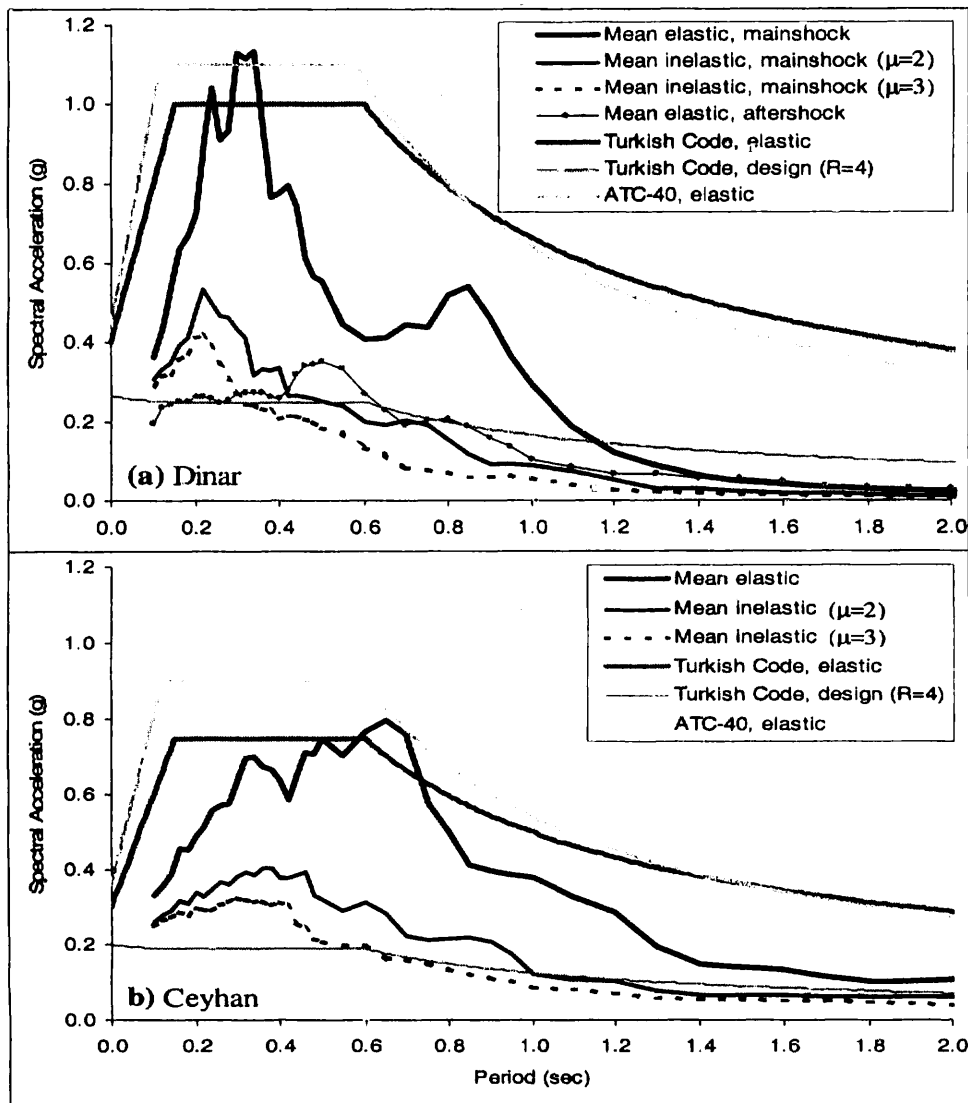 1.2
1.0
0.8
0.6
0.4
0.2
0.0
Spectral Acceleration (g)
Mean elastic, mainshock
Mean inelastic, mainshock (μ=2)
Mean inelastic, mainshock (μ=3)
Mean elastic, aftershock
Turkish Code, elastic
Turkish Code, design (R=4)
ATC-40, elastic
(a) Dinar
0.0 0.2 0.4 0.6 0.8 1.0 1.2 1.4 1.6 1.8 2.0
1.2
1.0
0.8
0.6
0.4
0.2
0.0
Spectral Acceleration (g)
Mean elastic
Mean inelastic (μ=2)
Mean inelastic (μ=3)
Turkish Code, elastic
Turkish Code, design (R=4)
ATC-40, elastic
b) Ceyhan
0.0 0.2 0.4 0.6 0.8 1.0 1.2 1.4 1.6 1.8 2.0
Period (sec)